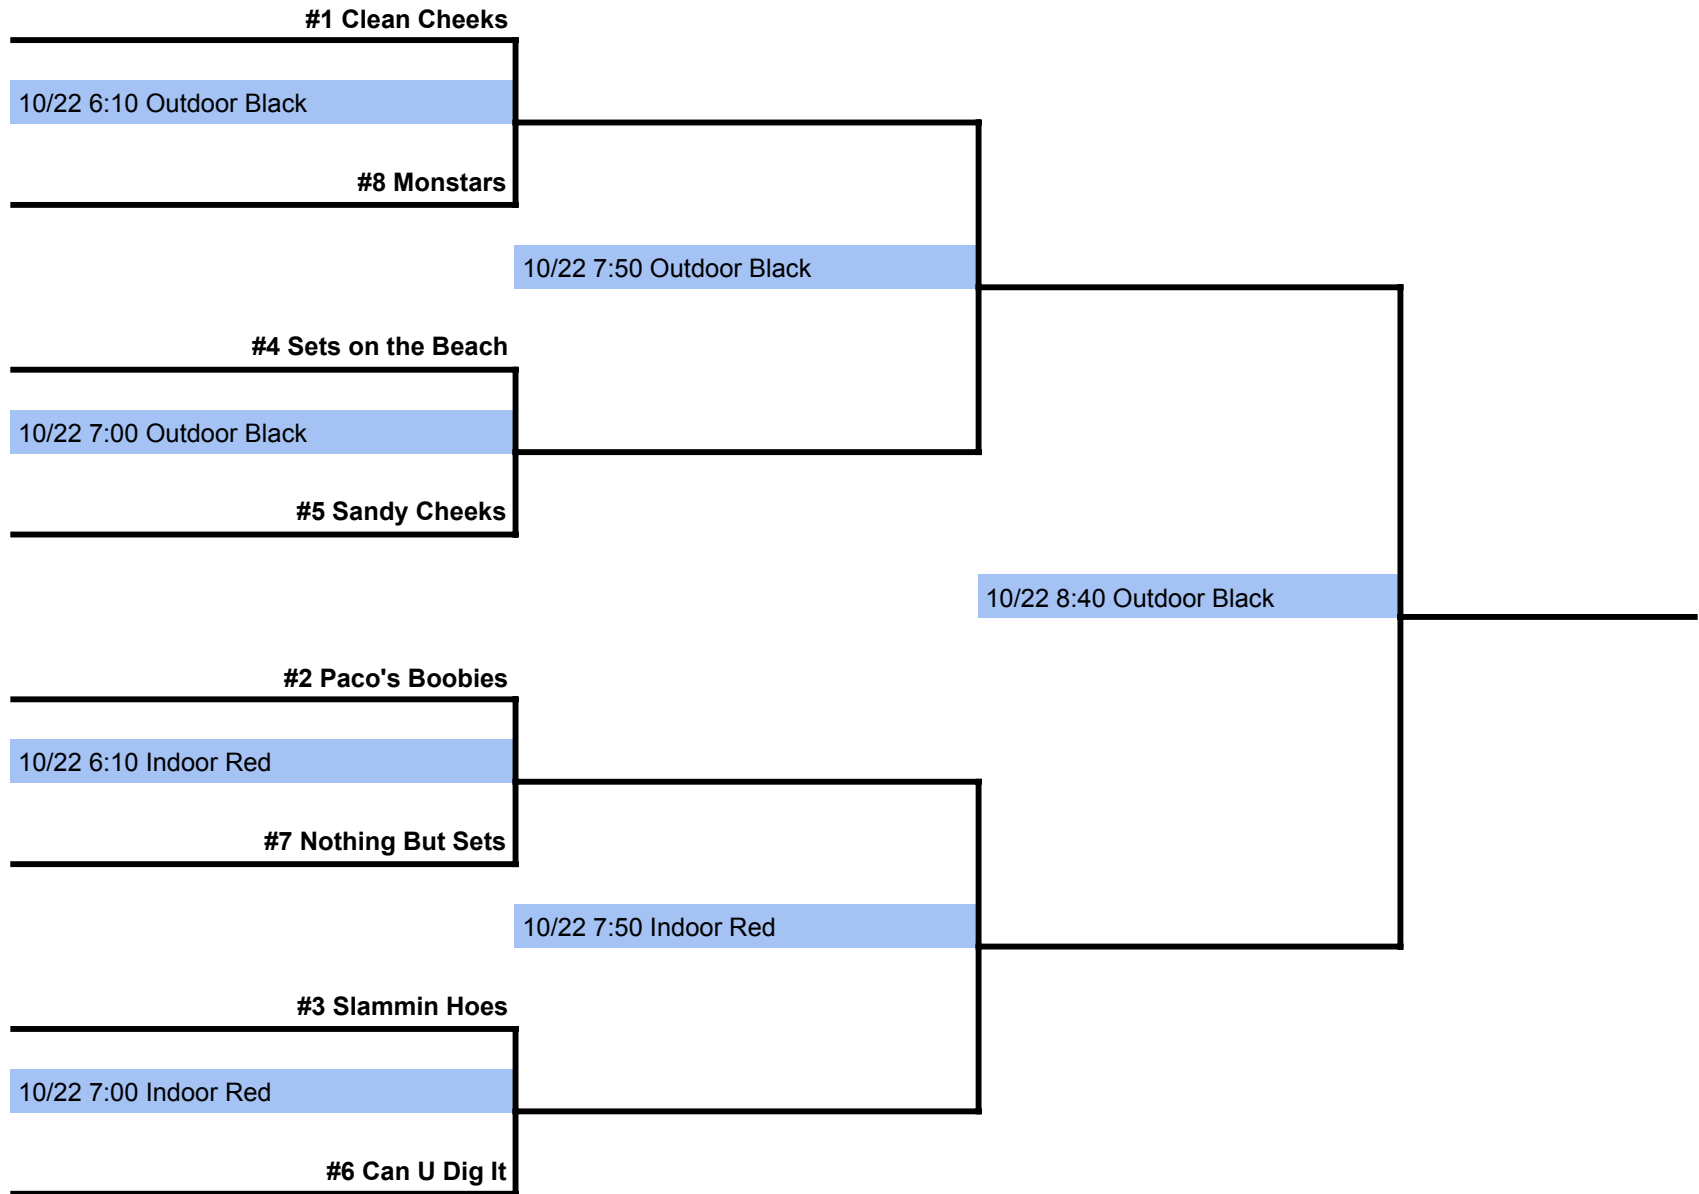 #1 Clean Cheeks
10/22 6:10 Outdoor Black
#8 Monstars
10/22 7:50 Outdoor Black
#4 Sets on the Beach
10/22 7:00 Outdoor Black
#5 Sandy Cheeks
10/22 8:40 Outdoor Black
#2 Paco's Boobies
10/22 6:10 Indoor Red
#7 Nothing But Sets
10/22 7:50 Indoor Red
#3 Slammin Hoes
10/22 7:00 Indoor Red
#6 Can U Dig It